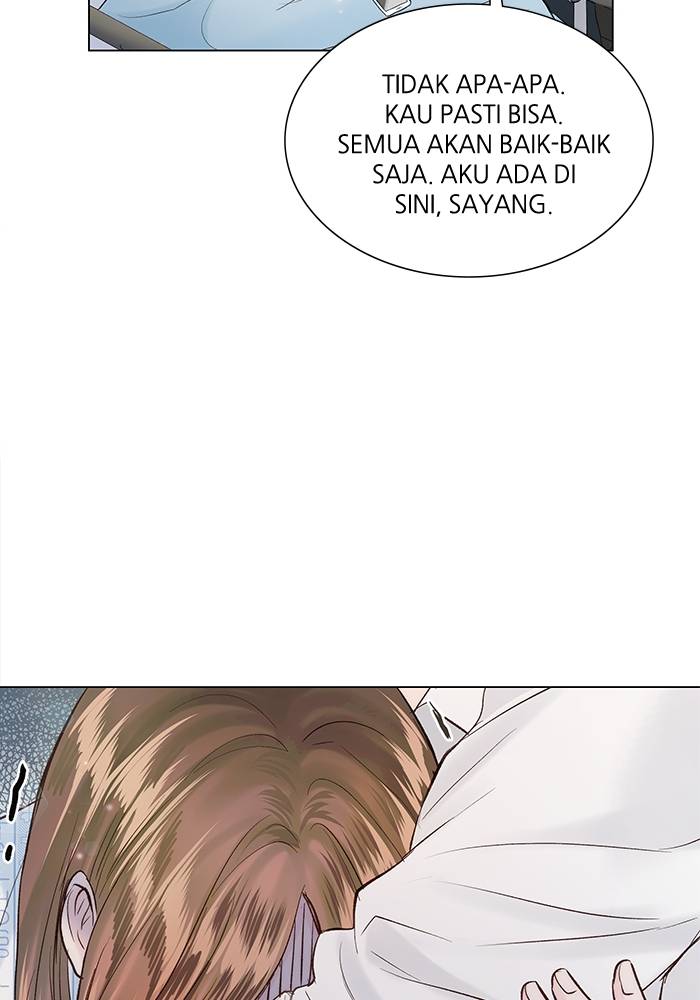 TIDAK APA-APA.
KAU PASTI BISA.
SEMUA AKAN BAIK-BAIK
SAJA. AKU ADA DI
SINI, SAYANG.